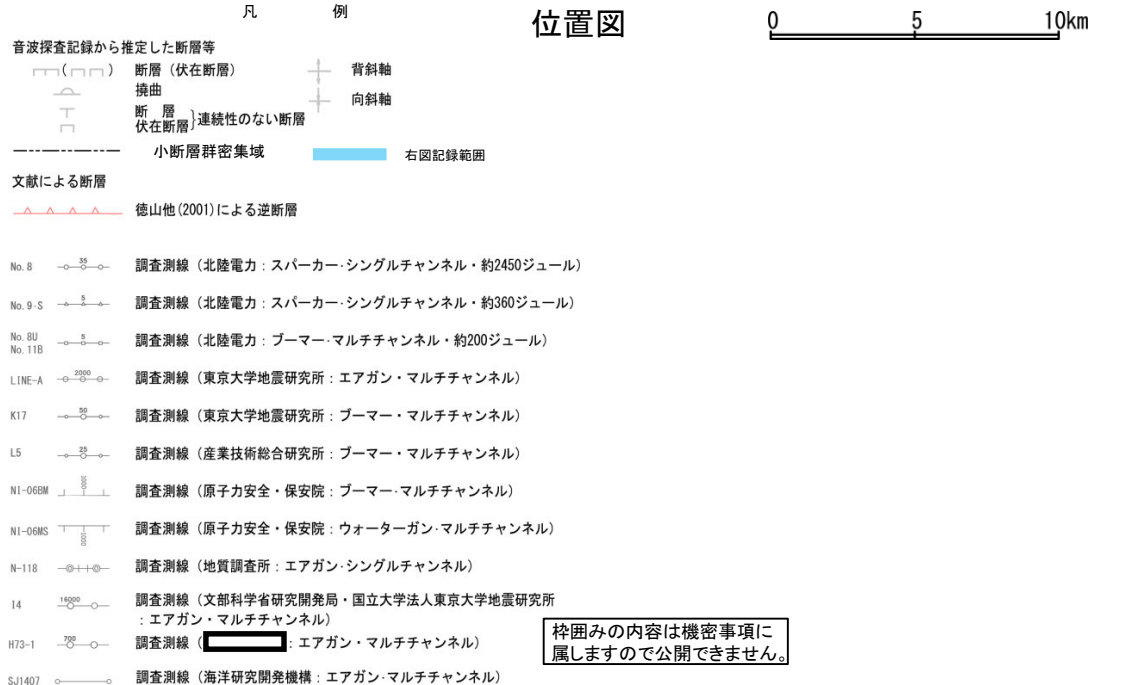 凡　例
位置図
0 5 10km
音波探査記録から推定した断層等
( ) 断層（伏在断層） 背斜軸
撓曲 向斜軸
断　層
伏在断層}連続性のない断層
小断層群密集域 右図記録範囲
文献による断層
徳山他(2001)による逆断層
No.8 35 調査測線（北陸電力：スパーカー・シングルチャンネル・約2450ジュール）
No.9-S 5 調査測線（北陸電力：スパーカー・シングルチャンネル・約360ジュール）
No.8U
No.11B 5 調査測線（北陸電力：ブーマー・マルチチャンネル・約200ジュール）
LINE-A 2000 調査測線（東京大学地震研究所：エアガン・マルチチャンネル）
K17 50 調査測線（東京大学地震研究所：ブーマー・マルチチャンネル）
L5 25 調査測線（産業技術総合研究所：ブーマー・マルチチャンネル）
NI-06BM 調査測線（原子力安全・保安院：ブーマー・マルチチャンネル）
NI-06MS 調査測線（原子力安全・保安院：ウォーターガン・マルチチャンネル）
N-118 調査測線（地質調査所：エアガン・シングルチャンネル）
I4 16000 調査測線（文部科学省研究開発局・国立大学法人東京大学地震研究所
：エアガン・マルチチャンネル）
H73-1 700 調査測線（ ：エアガン・マルチチャンネル）
SJ1407 調査測線（海洋研究開発機構：エアガン・マルチチャンネル）
枠囲みの内容は機密事項に
属しますので公開できません。